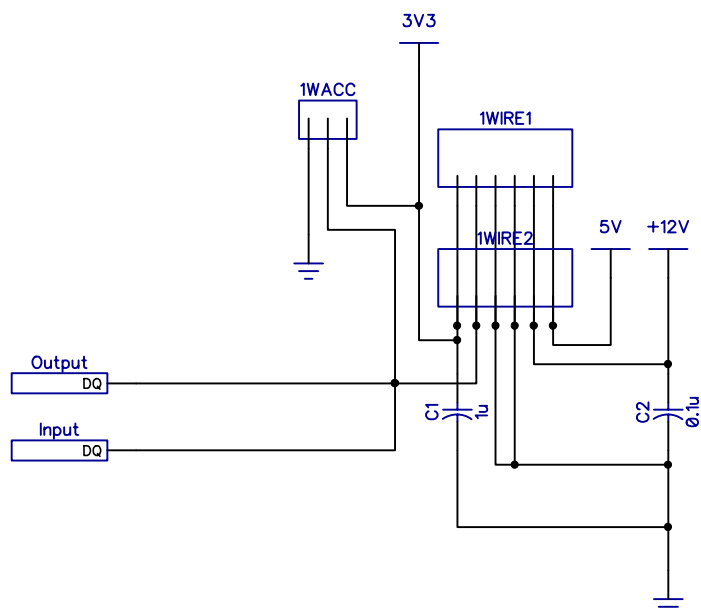 3V3
1WACC
1WIRE1
1WIRE2
5V
+12V
Output
DQ
C1
1u
C2
0.1u
Input
DQ